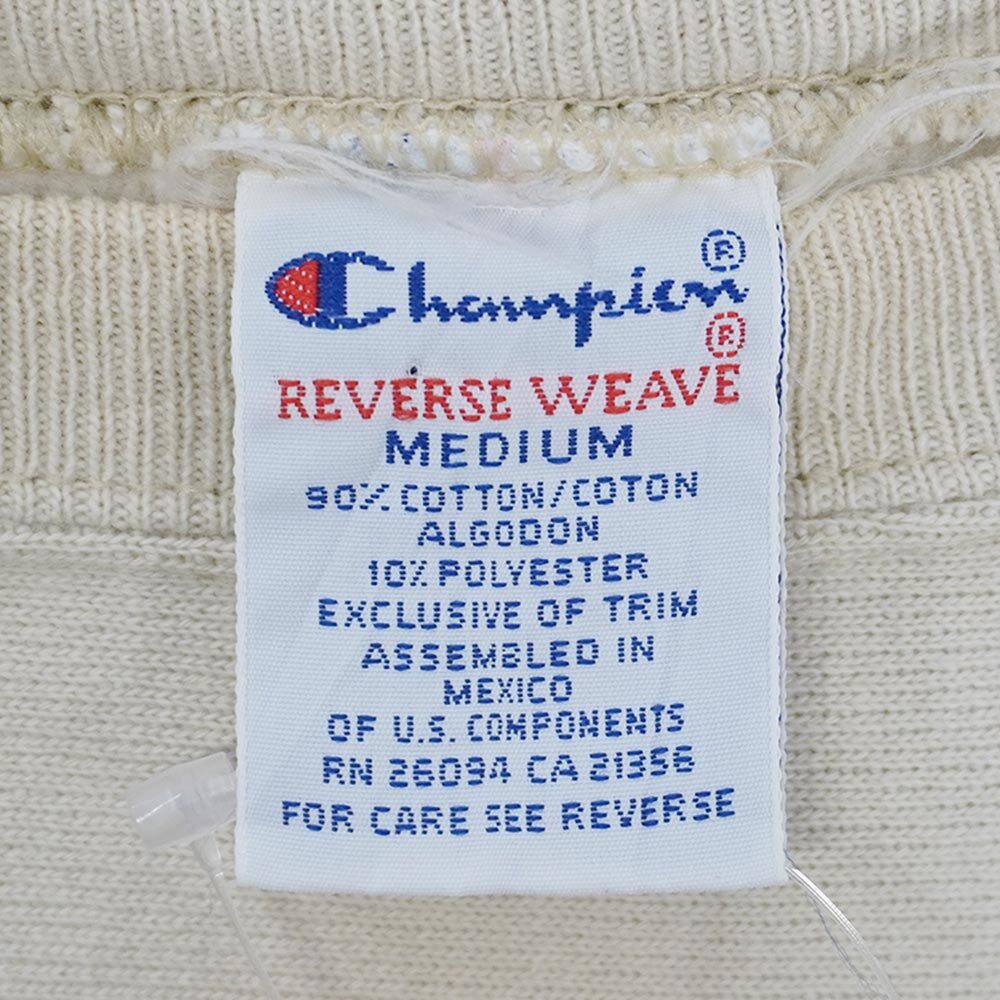 Champion®
®
REVERSE WEAVE
MEDIUM
90% COTTON/COTON
ALGODON
10% POLYESTER
EXCLUSIVE OF TRIM
ASSEMBLED IN
MEXICO
OF U.S. COMPONENTS
RN 26094 CA 21356
FOR CARE SEE REVERSE